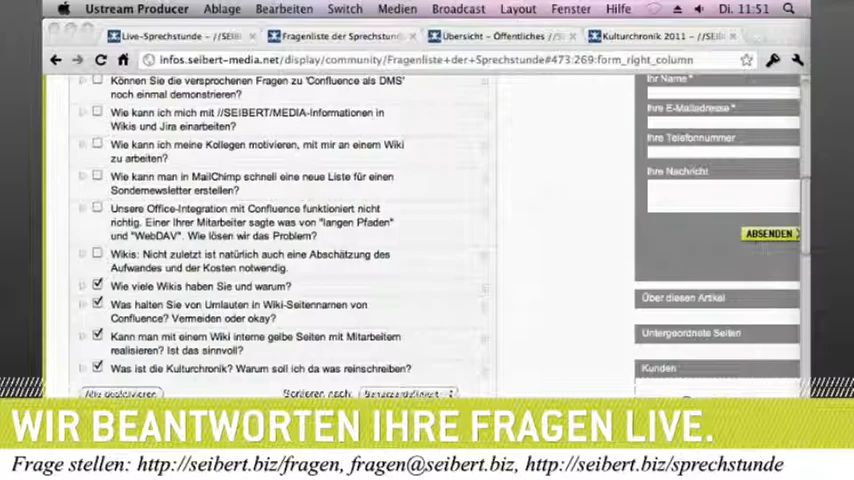 Ustream Producer Ablage Bearbeiten Switch Medien Broadcast Layout Fenster Hilfe Di. 11:51
Live-Sprechstunde – //SEIB Fragenliste der Sprechstun Übersicht – Öffentliches //S Kulturchronik 2011 – //SEI
infos.seibert-media.net/display/community/Fragenliste+der+Sprechstunde#473:269:form_right_column
Können Sie die versprochenen Fragen zu 'Confluence als DMS'
noch einmal demonstrieren?
Wie kann ich mich mit //SEIBERT/MEDIA-Informationen in
Wikis und Jira einarbeiten?
Wie kann ich meine Kollegen motivieren, mit mir an einem Wiki
zu arbeiten?
Wie kann man in MailChimp schnell eine neue Liste für einen
Sondernewsletter erstellen?
Unsere Office-Integration mit Confluence funktioniert nicht
richtig. Einer Ihrer Mitarbeiter sagte was von "langen Pfaden"
und "WebDAV". Wie lösen wir das Problem?
Wikis: Nicht zuletzt ist natürlich auch eine Abschätzung des
Aufwandes und der Kosten notwendig.
Wie viele Wikis haben Sie und warum?
Was halten Sie von Umlauten in Wiki-Seitennamen von
Confluence? Vermeiden oder okay?
Kann man mit einem Wiki interne gelbe Seiten mit Mitarbeitern
realisieren? Ist das sinnvoll?
Was ist die Kulturchronik? Warum soll ich da was reinschreiben?
Alle deaktivieren Sortieren nach: Benutzerdefiniert
Ihr Name *
Ihre E-Mailadresse *
Ihre Telefonnummer
Ihre Nachricht
ABSENDEN
Über diesen Artikel
Untergeordnete Seiten
Kunden
WIR BEANTWORTEN IHRE FRAGEN LIVE.
Frage stellen: http://seibert.biz/fragen, fragen@seibert.biz, http://seibert.biz/sprechstunde